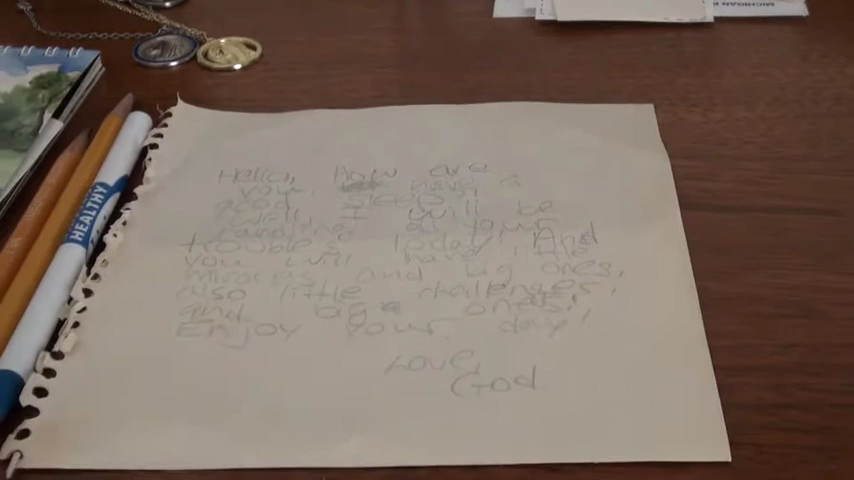 MICHIGAN
HEALTHY
Hello, how are
you. have a
good sleep?
Well, I will be
handling all your
troubles today! And
you will have little
miracles and big ones,
also little challenges,
and ones!
Enjoy your day!
Love,
God